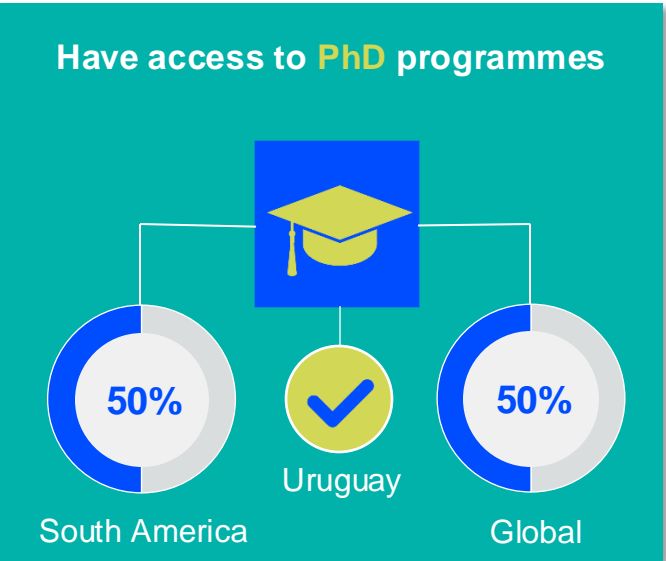 Have access to PhD programmes
50%
50%
Uruguay
South America
Global